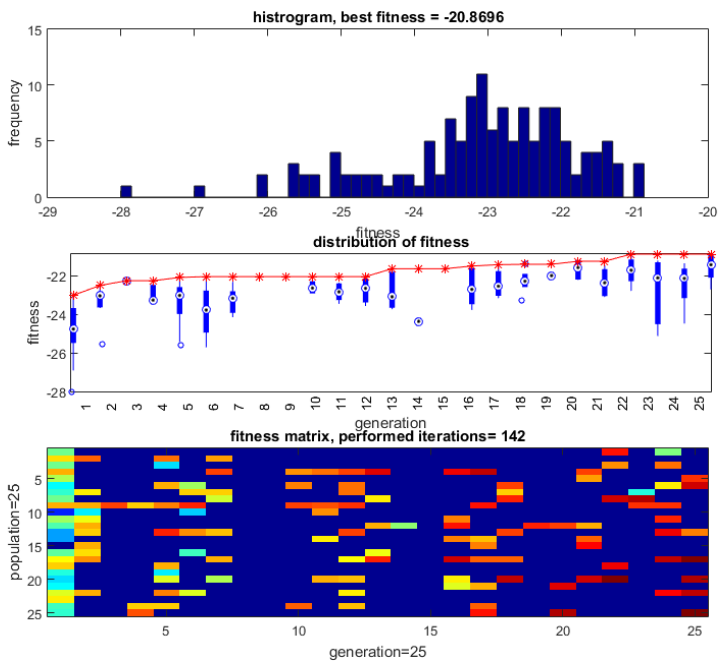 histrogram, best fitness = -20.8696
15
10
5
0
frequency
-29 -28 -27 -26 -25 -24 -23 -22 -21 -20
fitness
distribution of fitness
-22
-24
-26
-28
fitness
1 2 3 4 5 6 7 8 9 10 11 12 13 14 15 16 17 18 19 20 21 22 23 24 25
generation
fitness matrix, performed iterations= 142
5
10
15
20
25
population=25
5 10 15 20 25
generation=25